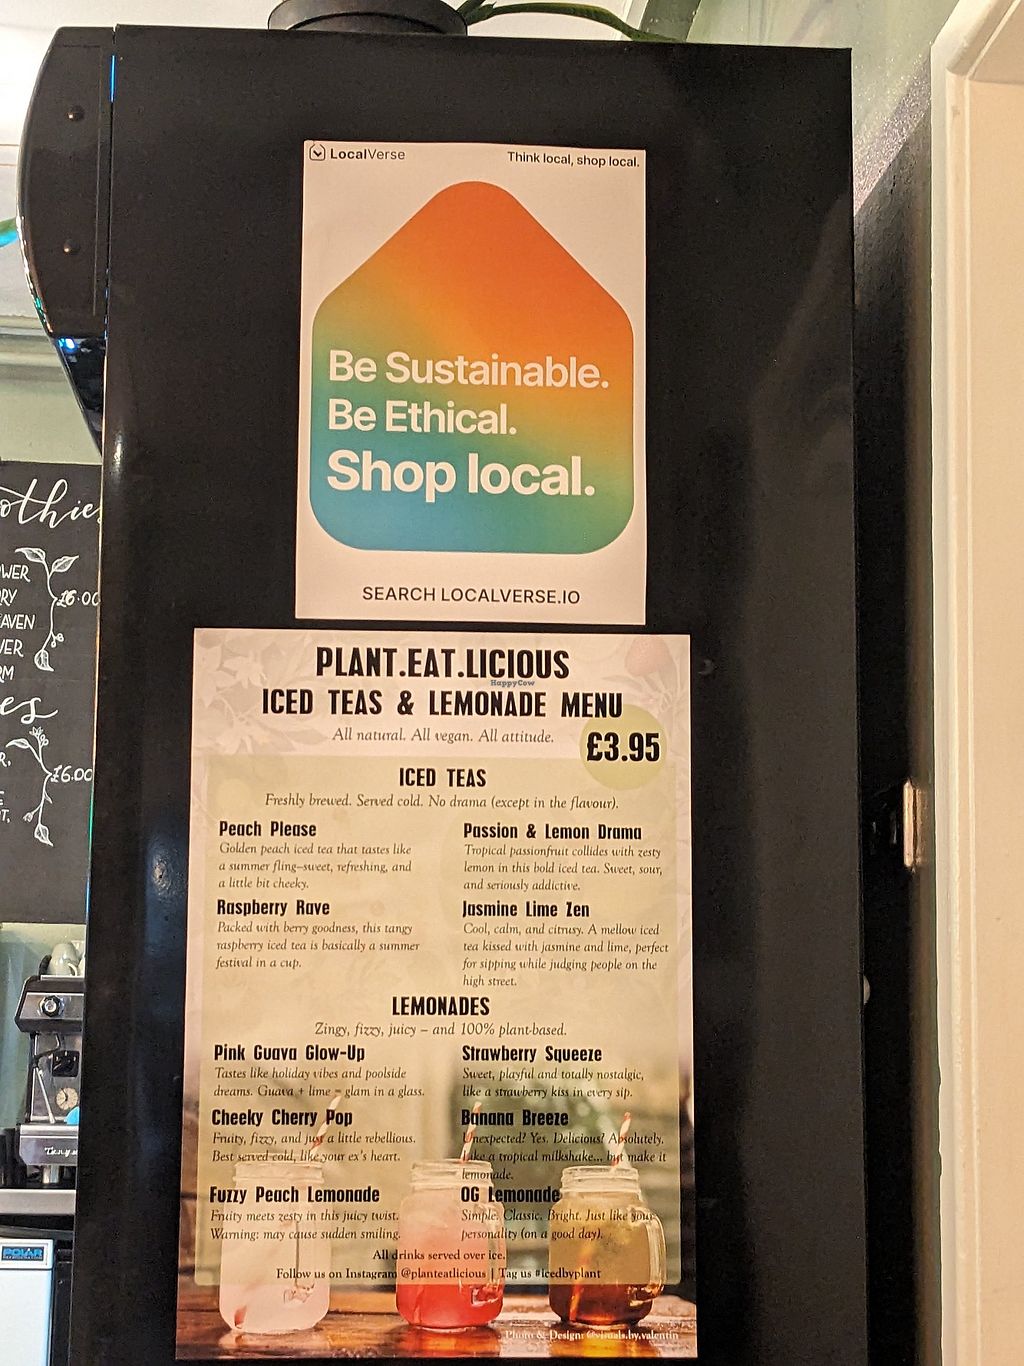 LocalVerse
Think local, shop local.
Be Sustainable.
Be Ethical.
Shop local.
SEARCH LOCALVERSE.IO
PLANT.EAT.LICIOUS
HappyCow
ICED TEAS & LEMONADE MENU
All natural. All vegan. All attitude.
£3.95
ICED TEAS
Freshly brewed. Served cold. No drama (except in the flavour).
Peach Please
Golden peach iced tea that tastes like
a summer fling—sweet, refreshing, and
a little bit cheeky.
Passion & Lemon Drama
Tropical passionfruit collides with zesty
lemon in this bold iced tea. Sweet, sour,
and seriously addictive.
Raspberry Rave
Packed with berry goodness, this tangy
raspberry iced tea is basically a summer
festival in a cup.
Jasmine Lime Zen
Cool, calm, and citrusy. A mellow iced
tea kissed with jasmine and lime, perfect
for sipping while judging people on the
high street.
LEMONADES
Zingy, fizzy, juicy – and 100% plant-based.
Pink Guava Glow-Up
Tastes like holiday vibes and poolside
dreams. Guava + lime = glam in a glass.
Strawberry Squeeze
Sweet, playful and totally nostalgic,
like a strawberry kiss in every sip.
Cheeky Cherry Pop
Fruity, fizzy, and just a little rebellious.
Best served cold, like your ex's heart.
Banana Breeze
Unexpected? Yes. Delicious? Absolutely.
Like a tropical milkshake... but make it
lemonade.
Fuzzy Peach Lemonade
Fruity meets zesty in this juicy twist.
Warning: may cause sudden smiling.
OG Lemonade
Simple. Classic. Bright. Just like your
personality (on a good day).
All drinks served over ice.
Follow us on Instagram @planteatlicious | Tag us #icedbyplant
Photo & Design: @visuals.by.valentin
£6.00
£6.00
POLAR